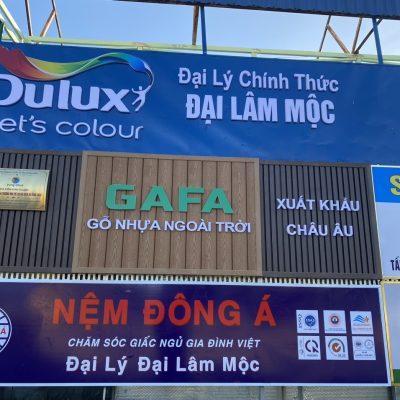 Dulux
Let's colour
Đại Lý Chính Thức
ĐẠI LÂM MỘC
GAFA
GỖ NHỰA NGOÀI TRỜI
XUẤT KHẨU
CHÂU ÂU
NỆM ĐÔNG Á
CHĂM SÓC GIẤC NGỦ GIA ĐÌNH VIỆT
Đại Lý Đại Lâm Mộc